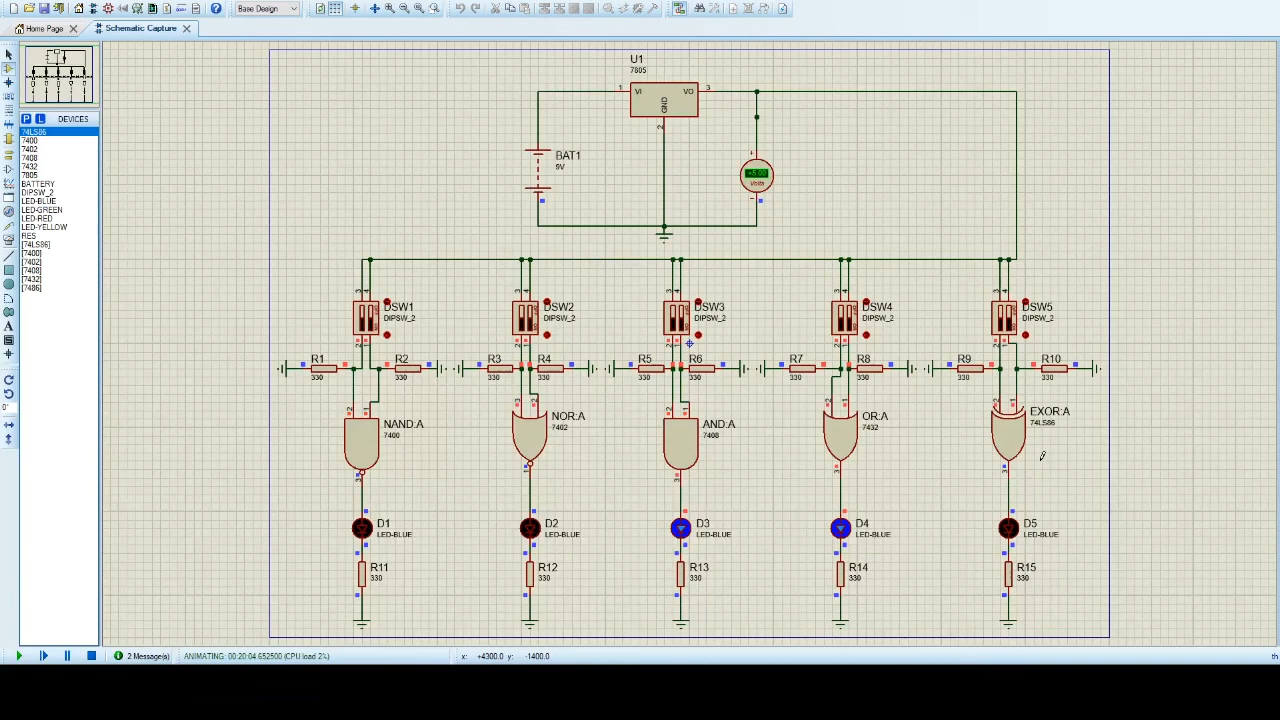 Base Design
Home Page
Schematic Capture
P L DEVICES
74LS86
7400
7402
7408
7432
7805
BATTERY
DIPSW_2
LED-BLUE
LED-GREEN
LED-RED
LED-YELLOW
RES
[74LS86]
[7400]
[7402]
[7408]
[7432]
[7486]
U1
7805
1 VI VO 3
GND
2
BAT1
9V
+
+5.00
Volts
DSW1 DSW2 DSW3 DSW4 DSW5
DIPSW_2 DIPSW_2 DIPSW_2 DIPSW_2 DIPSW_2
R1 R2 R3 R4 R5 R6 R7 R8 R9 R10
330 330 330 330 330 330 330 330 330 330
NAND:A NOR:A AND:A OR:A EXOR:A
7400 7402 7408 7432 74LS86
D1 D2 D3 D4 D5
LED-BLUE LED-BLUE LED-BLUE LED-BLUE LED-BLUE
R11 R12 R13 R14 R15
330 330 330 330 330
2 Message(s) ANIMATING: 00:20:04.652500 (CPU load 2%) x: +4300.0 y: -1400.0 th